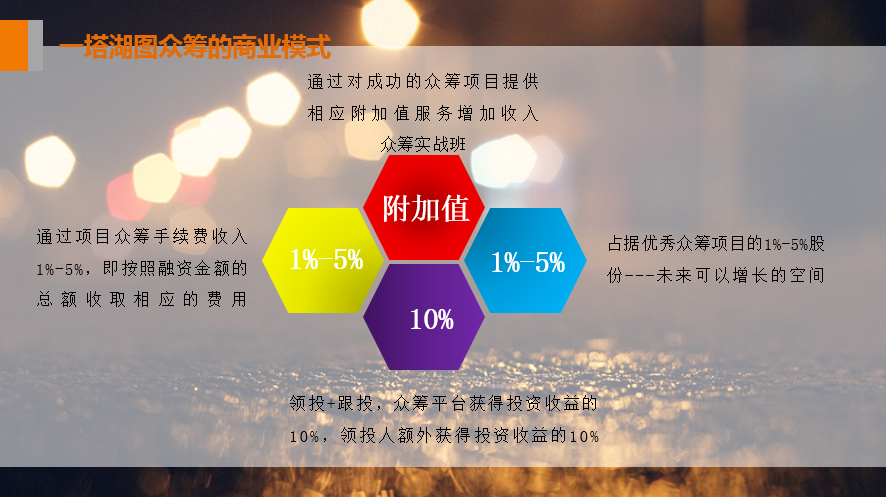 一塔湖图众筹的商业模式
通过对成功的众筹项目提供
相应附加值服务增加收入
众筹实战班
附加值
通过项目众筹手续费收入
1%-5%，即按照融资金额的
总额收取相应的费用
1%-5%
1%-5%
占据优秀众筹项目的1%-5%股
份---未来可以增长的空间
10%
领投+跟投，众筹平台获得投资收益的
10%，领投人额外获得投资收益的10%